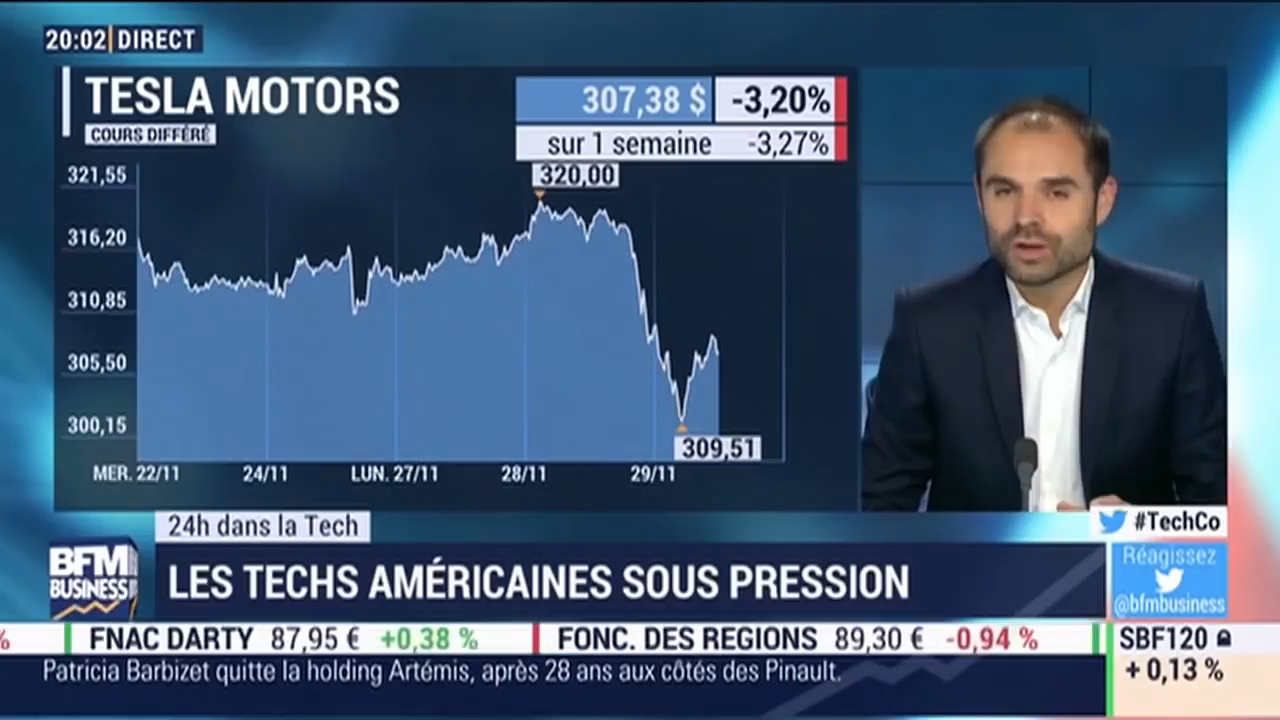 20:02 DIRECT
TESLA MOTORS
COURS DIFFÉRÉ
307,38 $ -3,20%
sur 1 semaine -3,27%
320,00
321,55
316,20
310,85
305,50
300,15
309,51
MER. 22/11 24/11 LUN. 27/11 28/11 29/11
24h dans la Tech
#TechCo
BFM
BUSINESS
LES TECHS AMÉRICAINES SOUS PRESSION
Réagissez
@bfmbusiness
% FNAC DARTY 87,95 € +0,38 % FONC. DES REGIONS 89,30 € -0,94 %
SBF120
+ 0,13 %
Patricia Barbizet quitte la holding Artémis, après 28 ans aux côtés des Pinault.